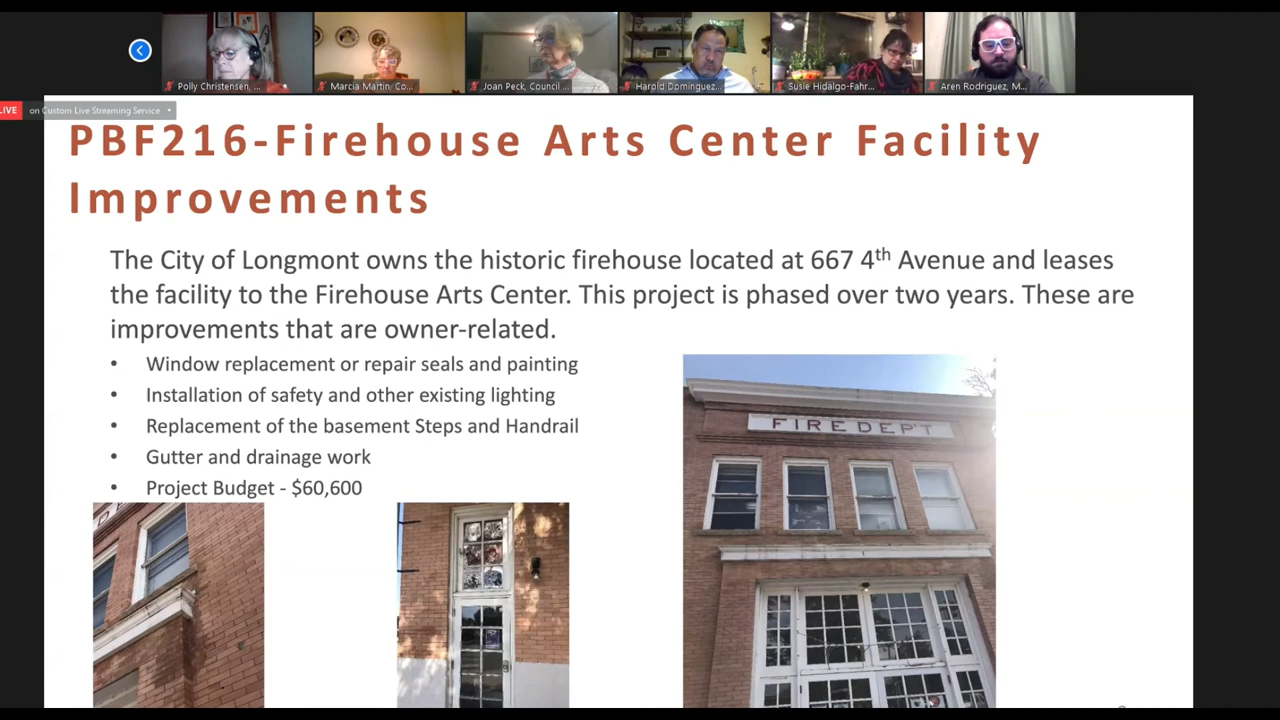 Polly Christensen, ...
Marcia Martin; Co...
Joan Peck, Council ...
Harold Dominguez...
Susie Hidalgo-Fahr...
Aren Rodriguez, M...
LIVE on Custom Live Streaming Service
PBF216-Firehouse Arts Center Facility
Improvements
The City of Longmont owns the historic firehouse located at 667 4th Avenue and leases
the facility to the Firehouse Arts Center. This project is phased over two years. These are
improvements that are owner-related.
• Window replacement or repair seals and painting
• Installation of safety and other existing lighting
• Replacement of the basement Steps and Handrail
• Gutter and drainage work
• Project Budget - $60,600
FIRE DEP'T